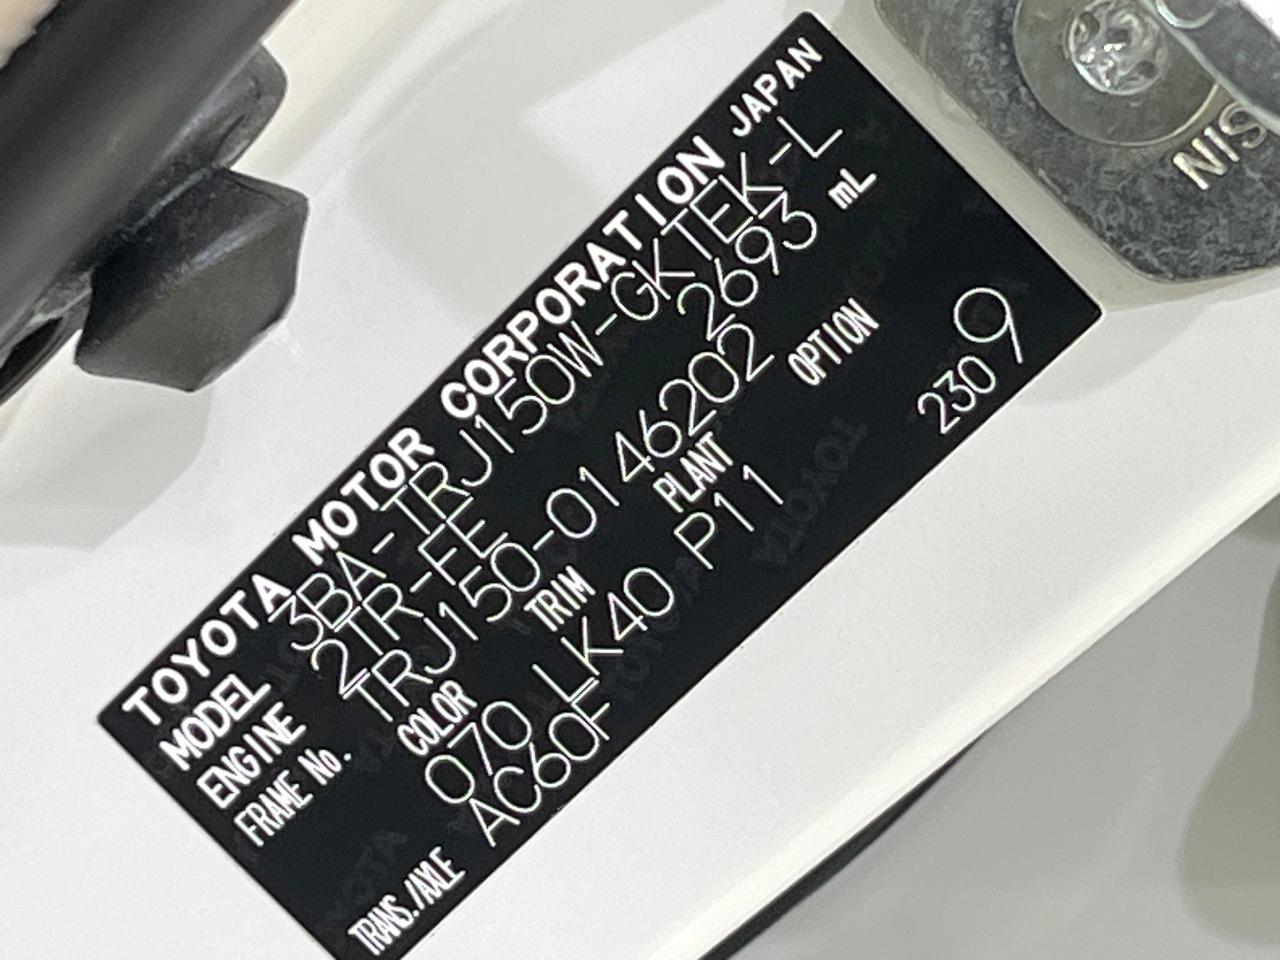 TOYOTA MOTOR CORPORATION JAPAN
MODEL 3BA-TRJ150W-GKTEK-L
ENGINE 2TR-FE 2693 mL
FRAME No. TRJ150-0146202
COLOR TRIM PLANT OPTION
070 LK40 P11
TRANS./AXLE AC60F
9
230
NIS